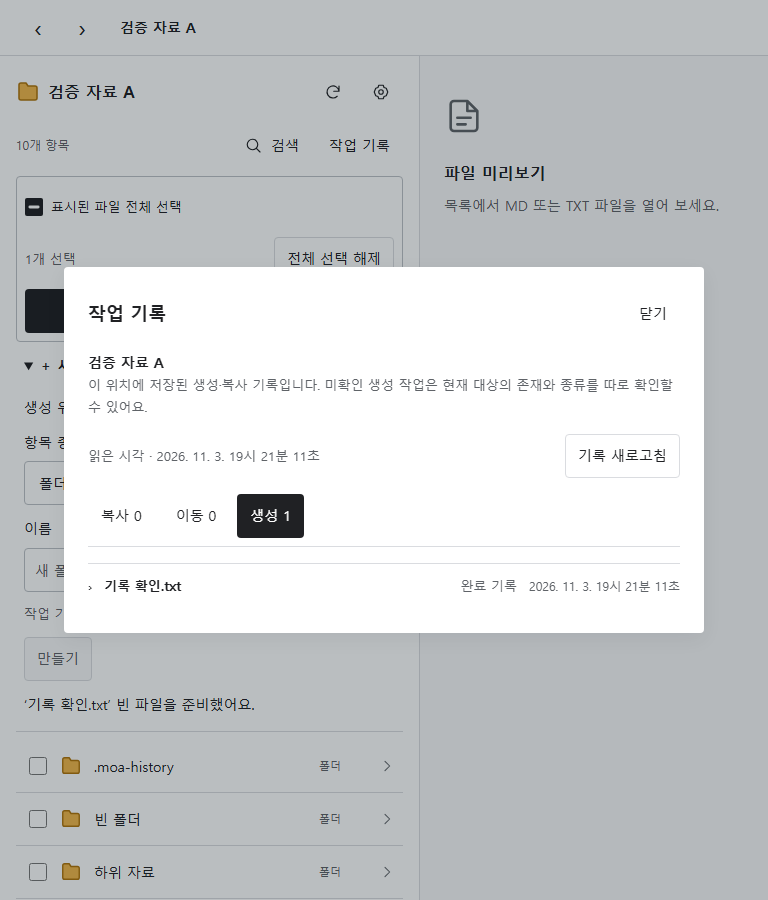 검증 자료 A
검증 자료 A
10개 항목
검색
작업 기록
표시된 파일 전체 선택
1개 선택
전체 선택 해제
파일 미리보기
목록에서 MD 또는 TXT 파일을 열어 보세요.
작업 기록
닫기
검증 자료 A
이 위치에 저장된 생성·복사 기록입니다. 미확인 생성 작업은 현재 대상의 존재와 종류를 따로 확인할
수 있어요.
읽은 시각 · 2026. 11. 3. 19시 21분 11초
기록 새로고침
복사 0
이동 0
생성 1
› 기록 확인.txt
완료 기록
2026. 11. 3. 19시 21분 11초
▼ +
생성
항목
폴더
이름
새
작업
만들기
‘기록 확인.txt’ 빈 파일을 준비했어요.
.moa-history
폴더
빈 폴더
폴더
하위 자료
폴더